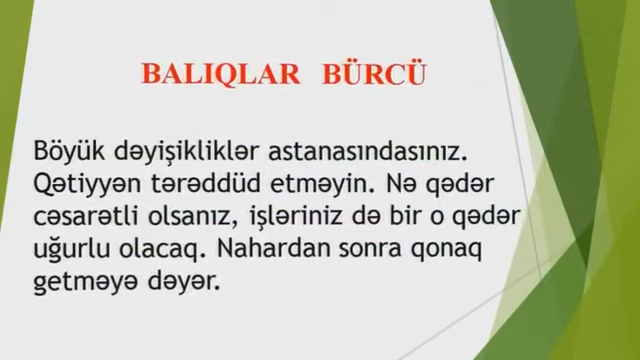 BALIQLAR BÜRCÜ
Böyük dəyişikliklər astanasındasınız.
Qətiyyən tərəddüd etməyin. Nə qədər
cəsarətli olsanız, işləriniz də bir o qədər
uğurlu olacaq. Nahardan sonra qonaq
getməyə dəyər.